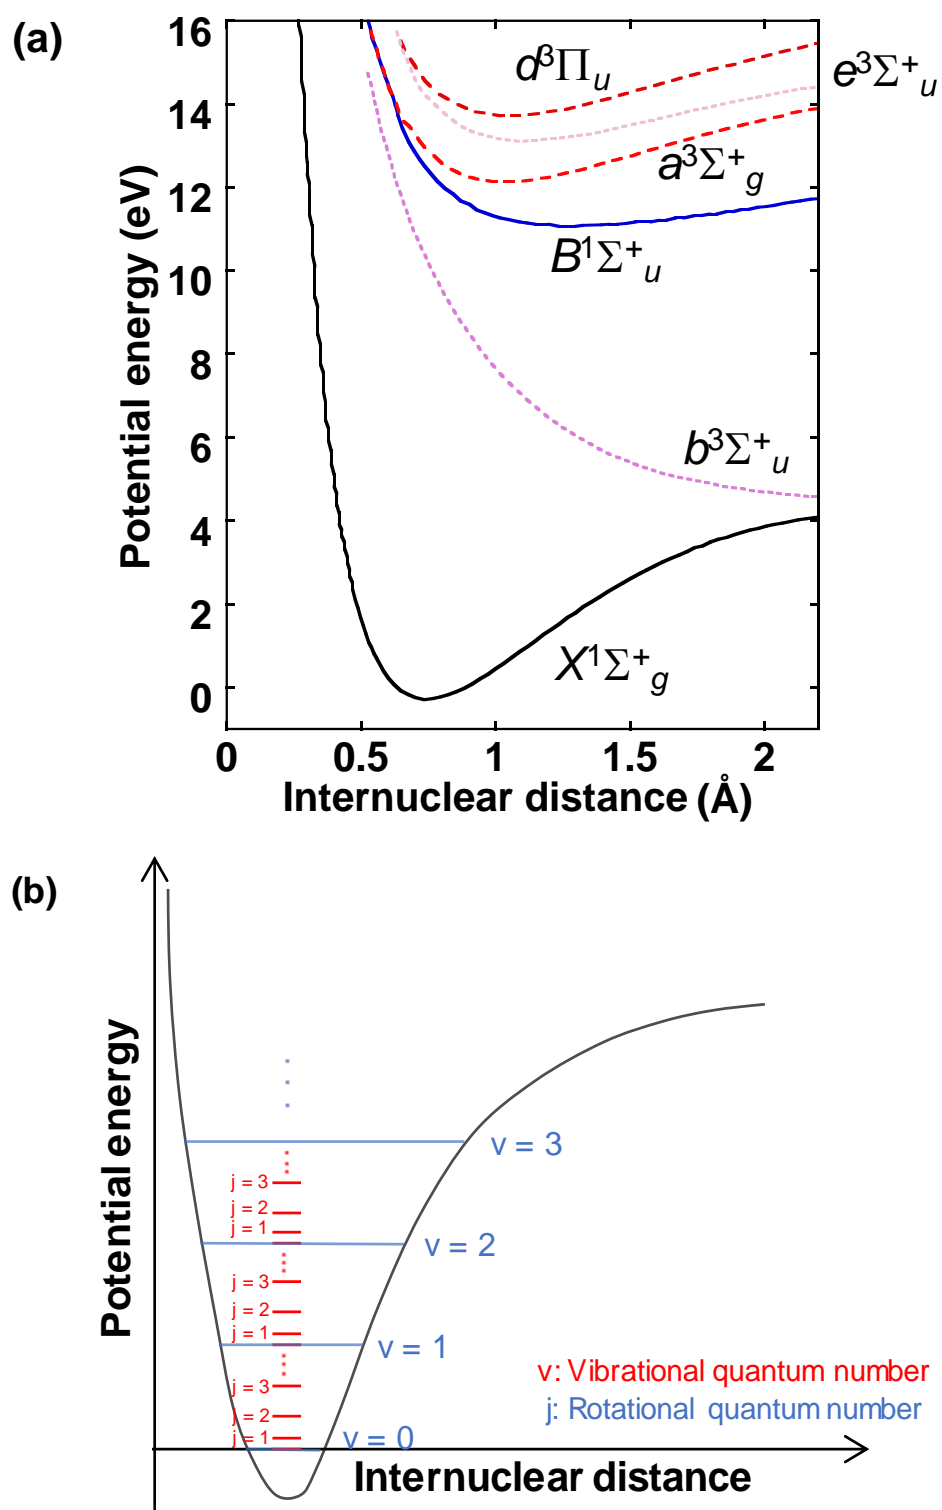 (a)
16
14
12
10
8
6
4
2
0
Potential energy (eV)
d³Πu
e³Σ⁺u
a³Σ⁺g
B¹Σ⁺u
b³Σ⁺u
X¹Σ⁺g
0 0.5 1 1.5 2
Internuclear distance (Å)
(b)
Potential energy
v = 3
j = 3
j = 2
j = 1
v = 2
j = 3
j = 2
j = 1
v = 1
j = 3
j = 2
j = 1
v = 0
v: Vibrational quantum number
j: Rotational quantum number
Internuclear distance